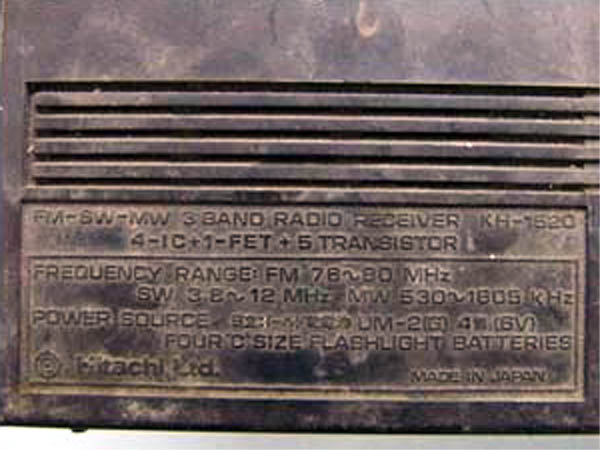 FM-SW-MW 3 BAND RADIO RECEIVER KH-1520
4-IC+1-FET+5 TRANSISTOR
FREQUENCY RANGE: FM 76~90 MHz
SW 3.8~12 MHz MW 530~1605 kHz
POWER SOURCE UM-2(G) 4個(6V)
FOUR "C" SIZE FLASHLIGHT BATTERIES
Hitachi, Ltd. MADE IN JAPAN